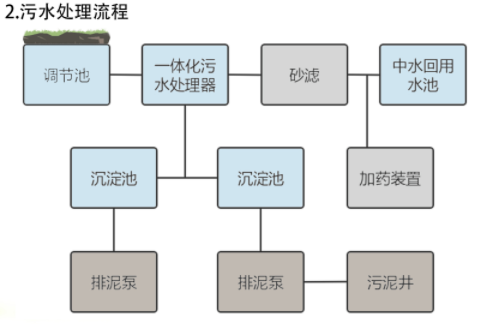 2.污水处理流程
调节池
一体化污
水处理器
砂滤
中水回用
水池
沉淀池
沉淀池
加药装置
排泥泵
排泥泵
污泥井